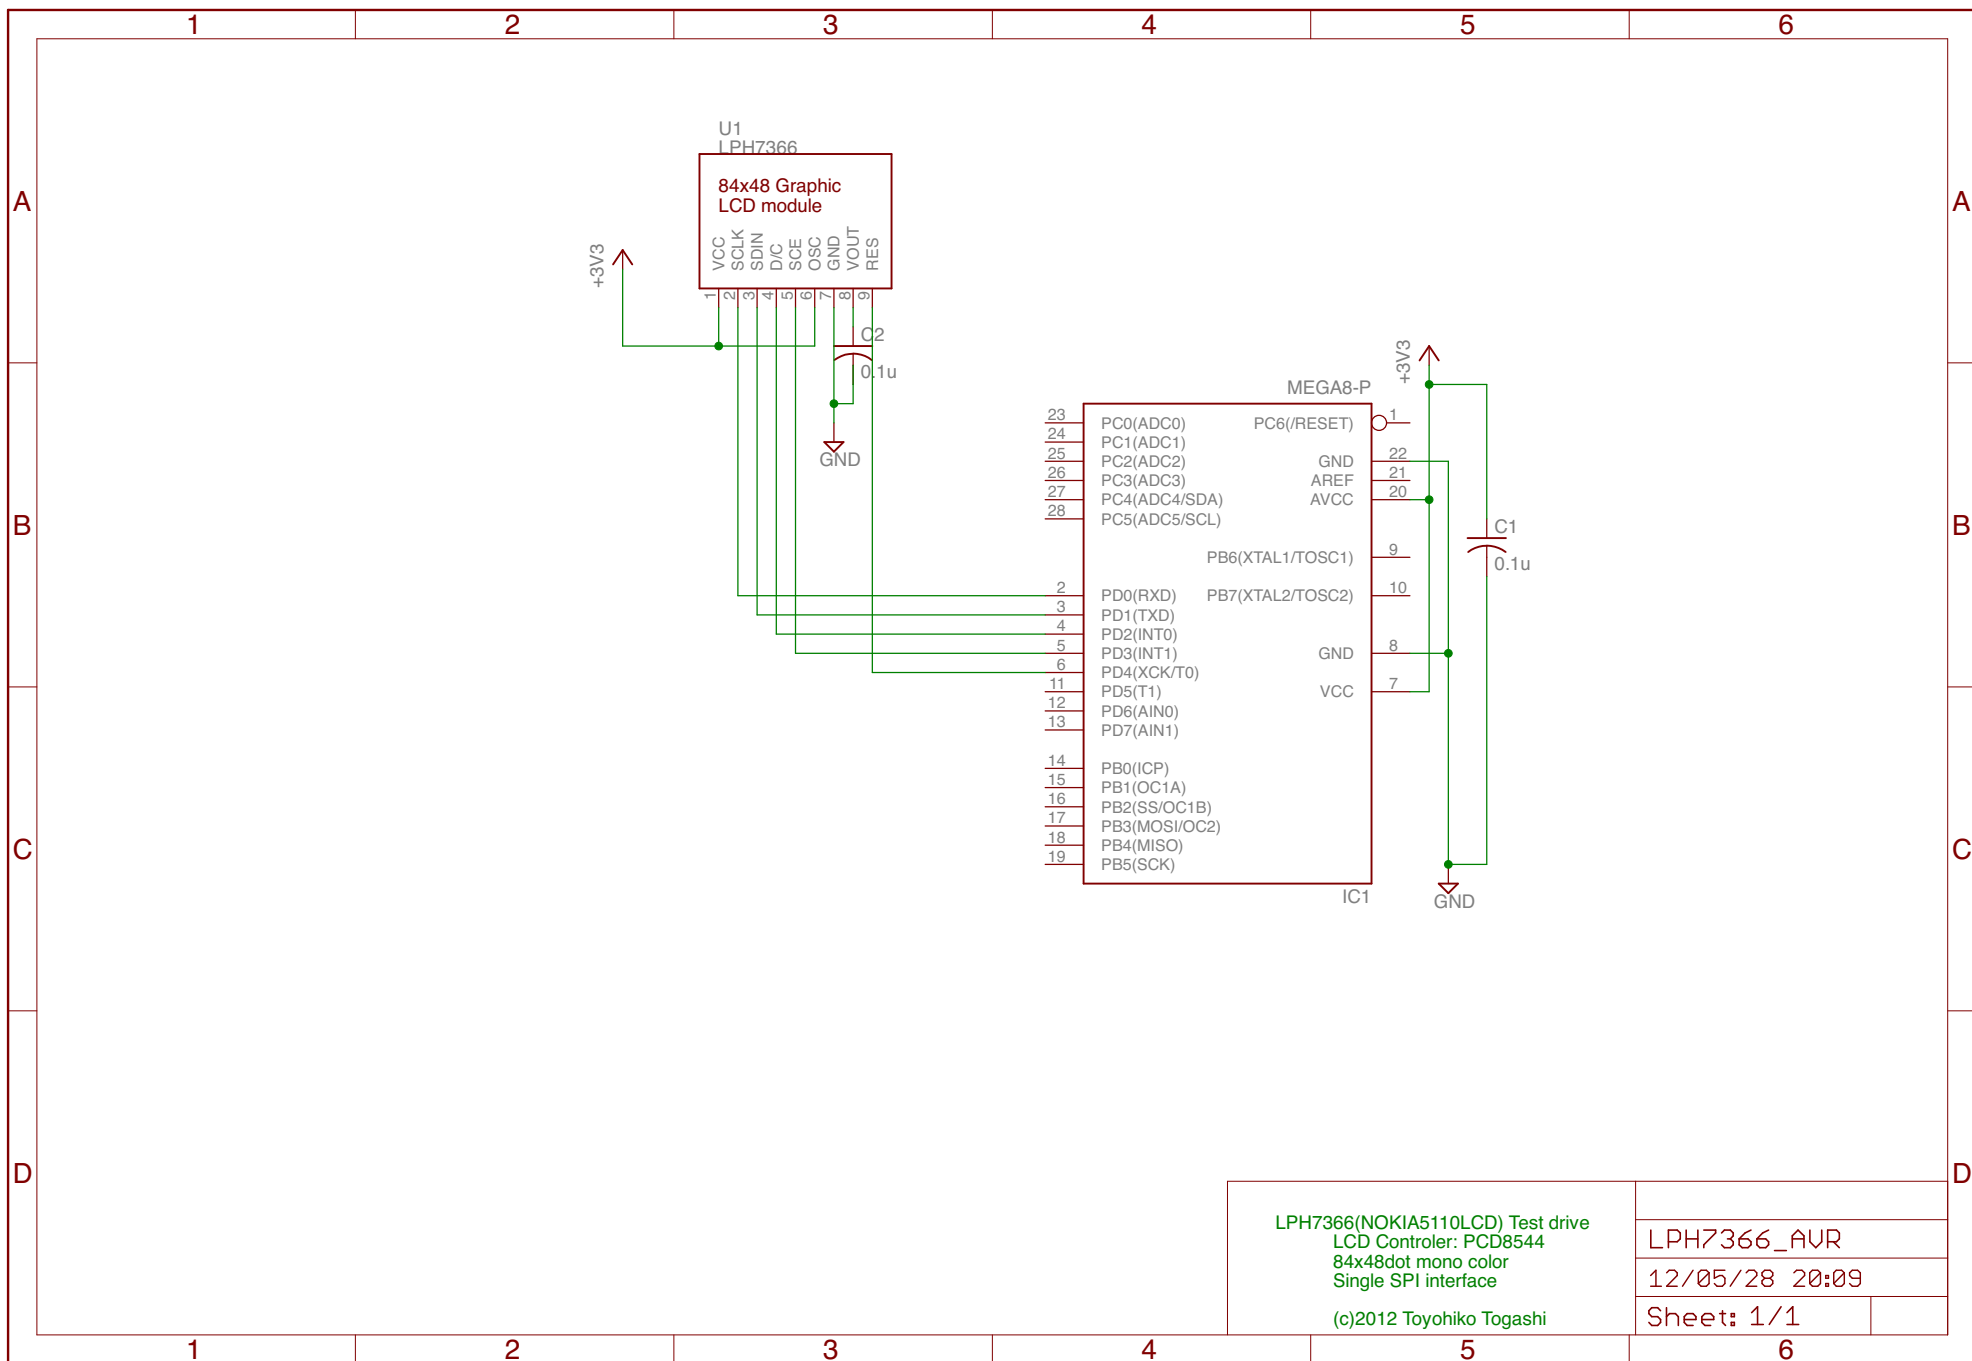 1 2 3 4 5 6
A A
U1
LPH7366
84x48 Graphic
LCD module
VCC
SCLK
SDIN
D/C
SCE
OSC
GND
VOUT
RES
1 2 3 4 5 6 7 8 9
+3V3
C2
0.1u
GND
+3V3
MEGA8-P
23 PC0(ADC0) PC6(/RESET) 1
24 PC1(ADC1)
25 PC2(ADC2) GND 22
26 PC3(ADC3) AREF 21
27 PC4(ADC4/SDA) AVCC 20
28 PC5(ADC5/SCL)
B B
C1
0.1u
PB6(XTAL1/TOSC1) 9
2 PD0(RXD) PB7(XTAL2/TOSC2) 10
3 PD1(TXD)
4 PD2(INT0)
5 PD3(INT1) GND 8
6 PD4(XCK/T0)
11 PD5(T1) VCC 7
12 PD6(AIN0)
13 PD7(AIN1)
14 PB0(ICP)
15 PB1(OC1A)
16 PB2(SS/OC1B)
17 PB3(MOSI/OC2)
18 PB4(MISO)
19 PB5(SCK)
C C
IC1
GND
D D
LPH7366(NOKIA5110LCD) Test drive
LCD Controler: PCD8544
84x48dot mono color
Single SPI interface
(c)2012 Toyohiko Togashi
LPH7366_AVR
12/05/28 20:09
Sheet: 1/1
1 2 3 4 5 6